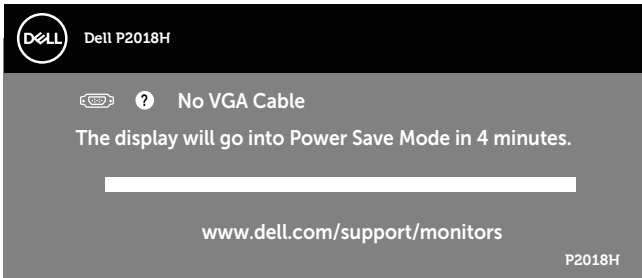 DELL Dell P2018H
? No VGA Cable
The display will go into Power Save Mode in 4 minutes.
www.dell.com/support/monitors
P2018H